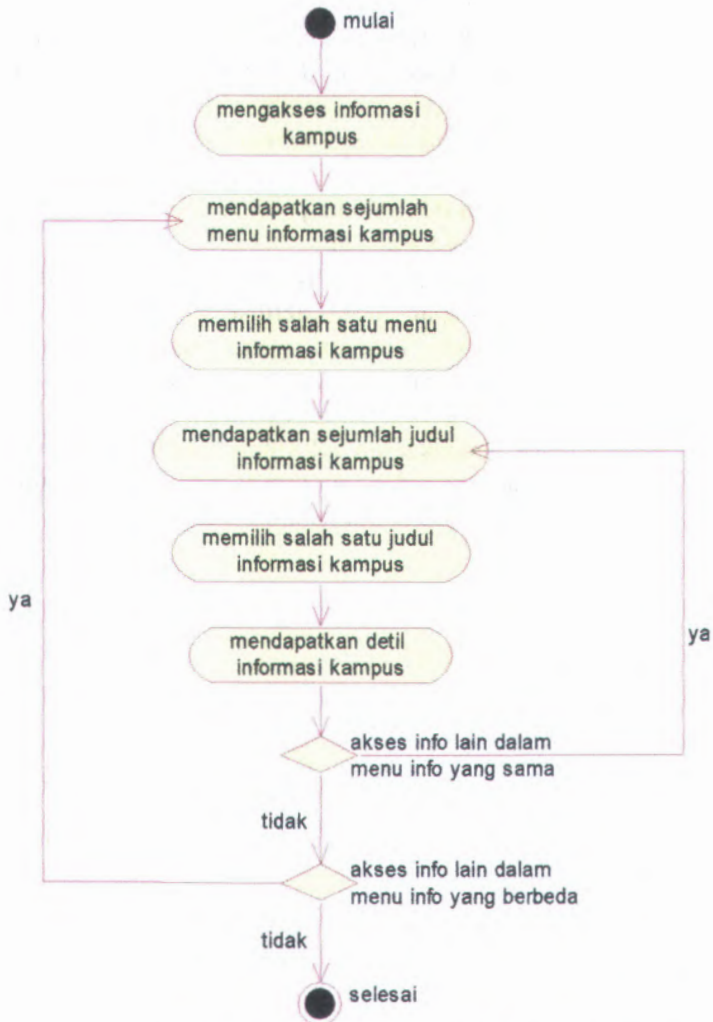 mulai
mengakses informasi
kampus
mendapatkan sejumlah
menu informasi kampus
memilih salah satu menu
informasi kampus
mendapatkan sejumlah judul
informasi kampus
memilih salah satu judul
informasi kampus
ya
mendapatkan detil
informasi kampus
ya
akses info lain dalam
menu info yang sama
tidak
akses info lain dalam
menu info yang berbeda
tidak
selesai